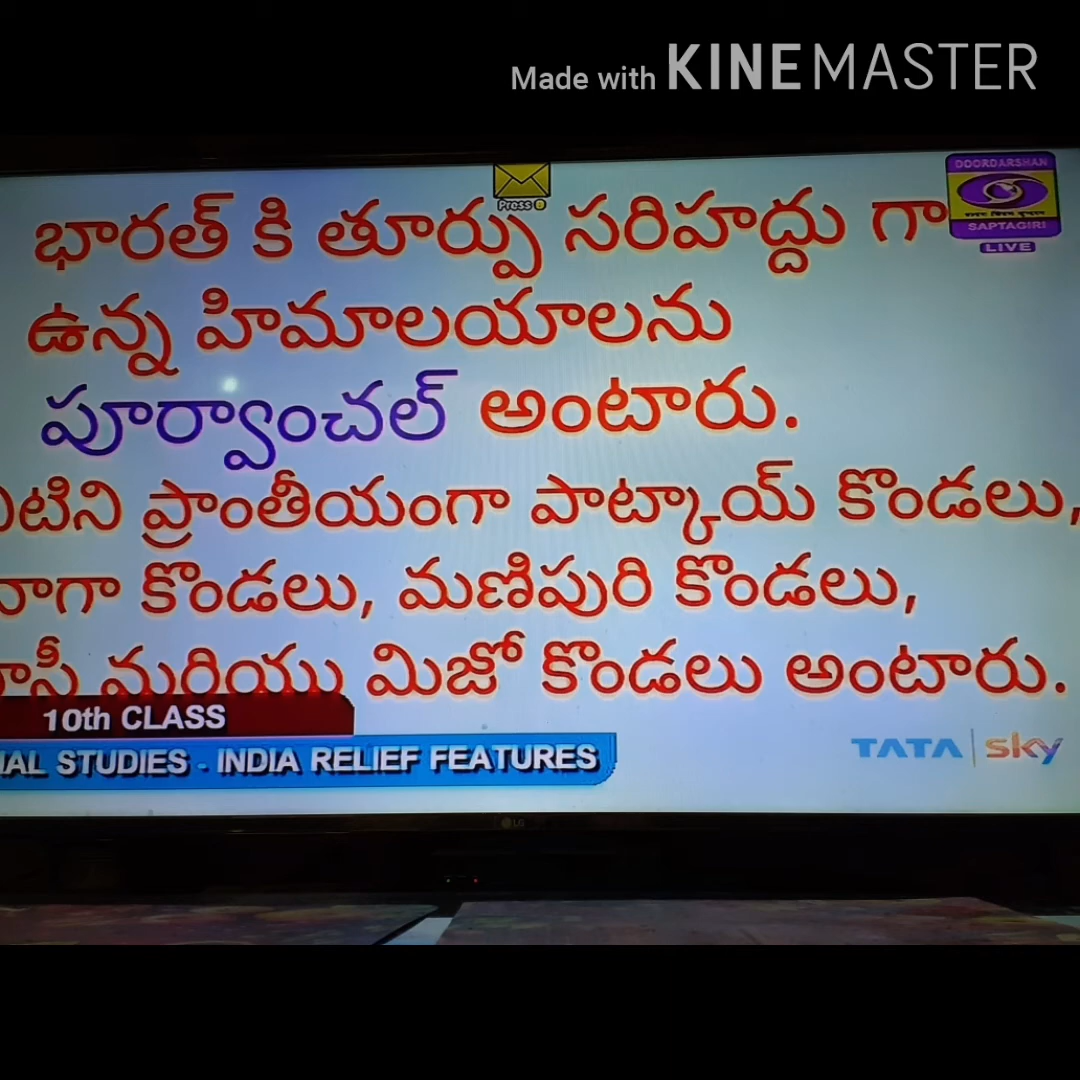 Made with KINEMASTER
DOORDARSHAN
SAPTAGIRI
LIVE
Press
భారత్ కి తూర్పు సరిహద్దు గా
ఉన్న హిమాలయాలను
పూర్వాంచల్ అంటారు.
ప్రాంతీయంగా పాట్కాయ్ కొండలు,
కొండలు, మణిపురి కొండలు,
మరియు మిజో కొండలు అంటారు.
10th CLASS
STUDIES - INDIA RELIEF FEATURES
TATA sky
LG